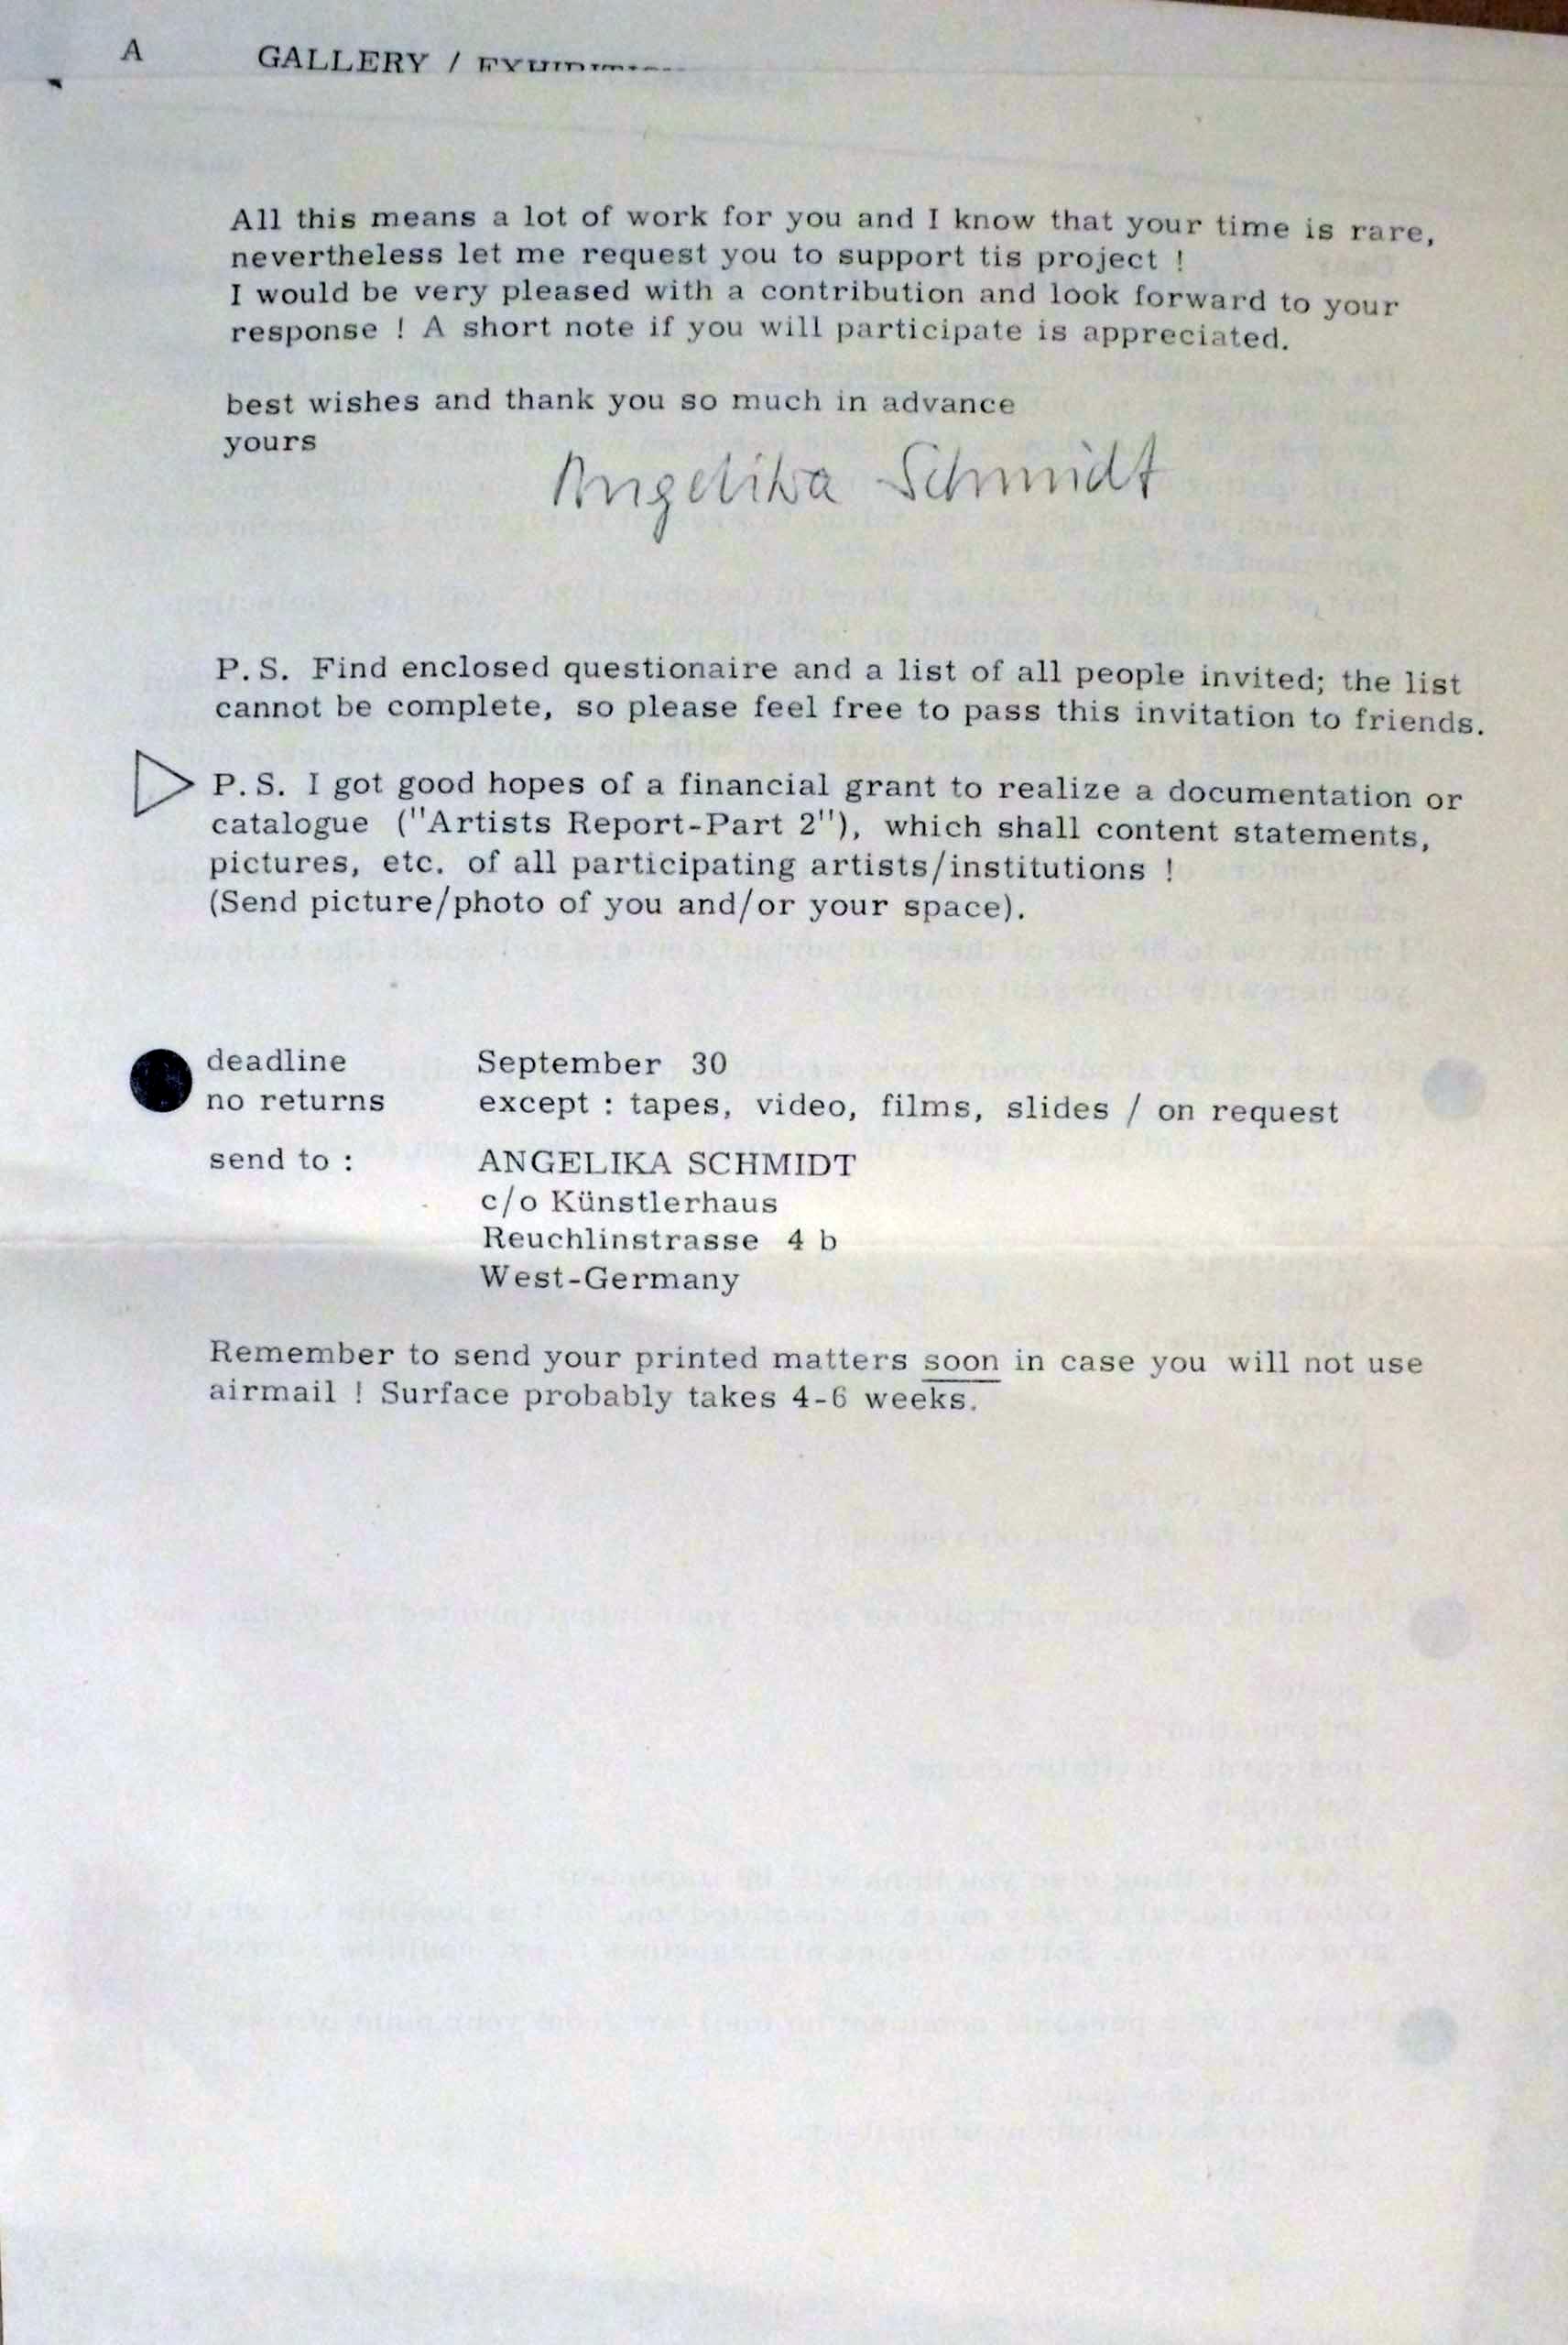 A GALLERY /
All this means a lot of work for you and I know that your time is rare,
nevertheless let me request you to support tis project !
I would be very pleased with a contribution and look forward to your
response ! A short note if you will participate is appreciated.
best wishes and thank you so much in advance
yours
Angelika Schmidt
P.S. Find enclosed questionaire and a list of all people invited; the list
cannot be complete, so please feel free to pass this invitation to friends.
P.S. I got good hopes of a financial grant to realize a documentation or
catalogue ("Artists Report-Part 2"), which shall content statements,
pictures, etc. of all participating artists/institutions !
(Send picture/photo of you and/or your space).
deadline September 30
no returns except : tapes, video, films, slides / on request
send to : ANGELIKA SCHMIDT
c/o Künstlerhaus
Reuchlinstrasse 4 b
West-Germany
Remember to send your printed matters soon in case you will not use
airmail ! Surface probably takes 4-6 weeks.